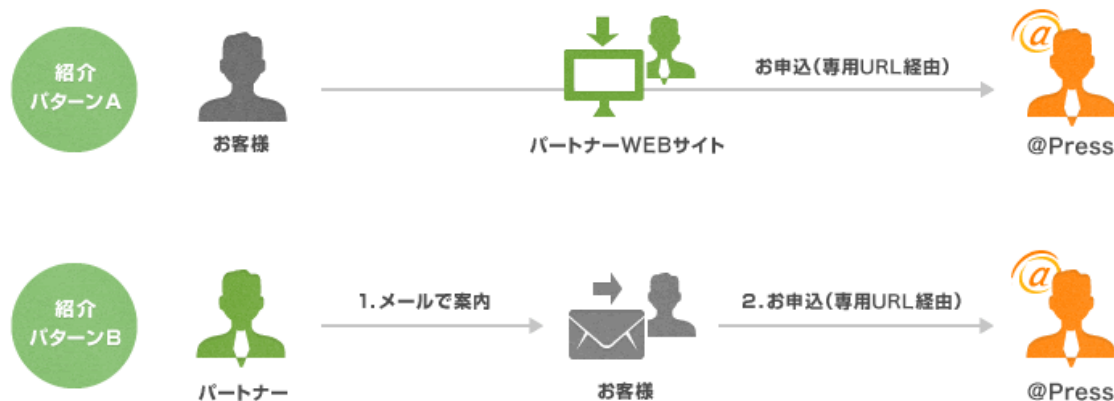 紹介
パターンA
お客様
パートナーWEBサイト
お申込(専用URL経由)
@
@Press
紹介
パターンB
パートナー
1.メールで案内
お客様
2.お申込(専用URL経由)
@
@Press